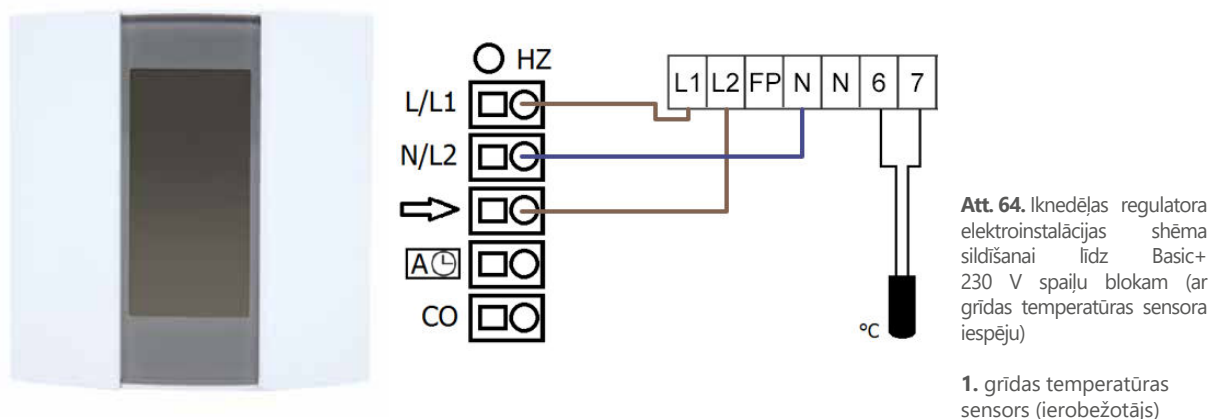 HZ
L/L1
N/L2
A
CO
L1 L2 FP N N 6 7
°C
Att. 64. Iknedēļas regulatora
elektroinstalācijas shēma
sildīšanai līdz Basic+
230 V spaiļu blokam (ar
grīdas temperatūras sensora
iespēju)
1. grīdas temperatūras
sensors (ierobežotājs)